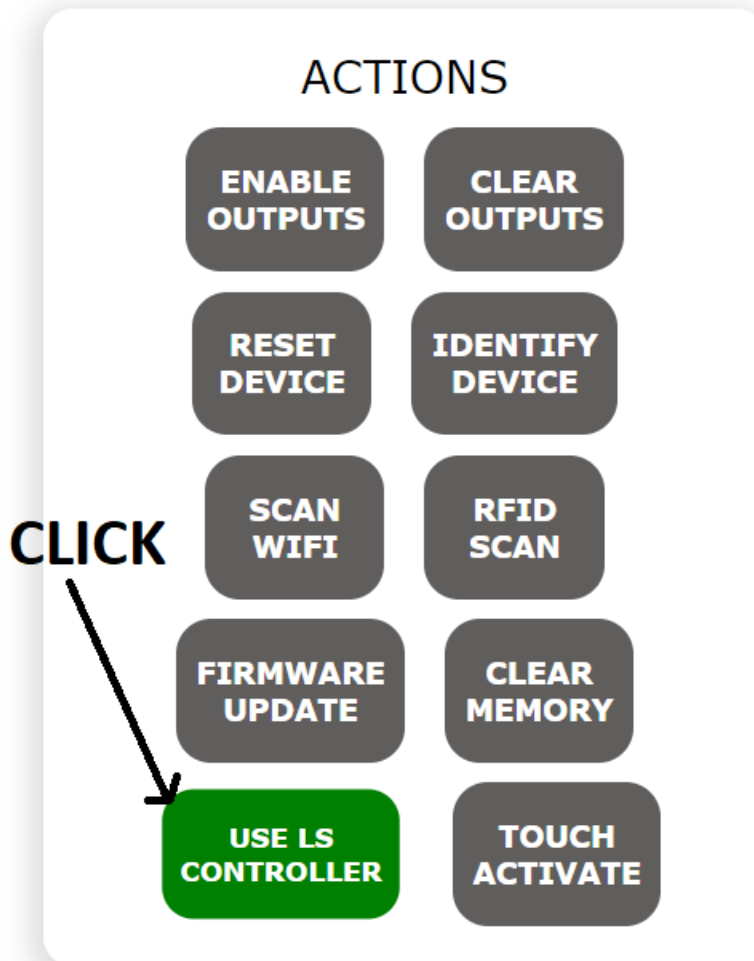 ACTIONS
ENABLE
OUTPUTS
CLEAR
OUTPUTS
RESET
DEVICE
IDENTIFY
DEVICE
SCAN
WIFI
RFID
SCAN
CLICK
FIRMWARE
UPDATE
CLEAR
MEMORY
USE LS
CONTROLLER
TOUCH
ACTIVATE